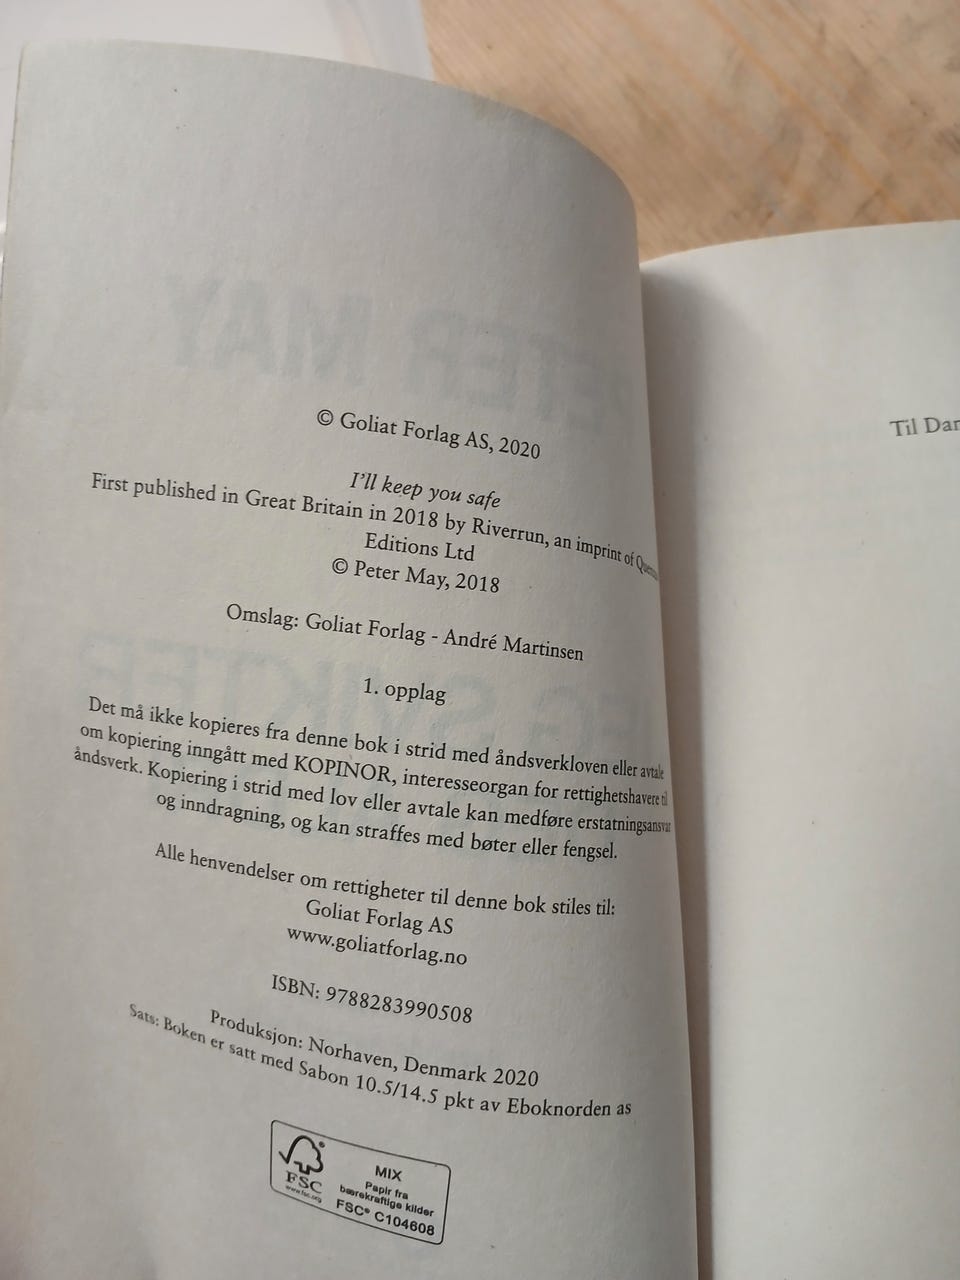 © Goliat Forlag AS, 2020
I'll keep you safe
First published in Great Britain in 2018 by Riverrun, an imprint of
Editions Ltd
© Peter May, 2018
Omslag: Goliat Forlag - André Martinsen
1. opplag
Det må ikke kopieres fra denne bok i strid med åndsverkloven eller avtale
om kopiering inngått med KOPINOR, interesseorgan for rettighetshavere til
åndsverk. Kopiering i strid med lov eller avtale kan medføre erstatningsansvar
og inndragning, og kan straffes med bøter eller fengsel.
Alle henvendelser om rettigheter til denne bok stiles til:
Goliat Forlag AS
www.goliatforlag.no
ISBN: 9788283990508
Produksjon: Norhaven, Denmark 2020
Sats: Boken er satt med Sabon 10.5/14.5 pkt av Eboknorden as
FSC
www.fsc.org
MIX
Papir fra
bærekraftige kilder
FSC® C104608
Til